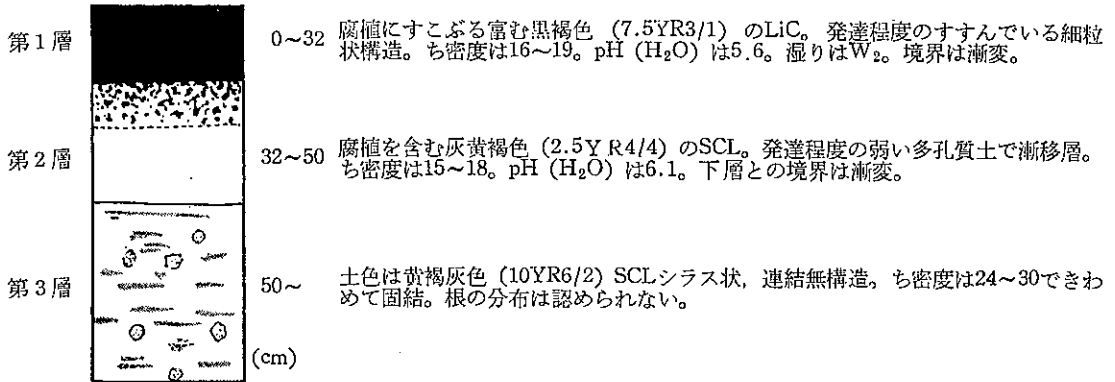 第1層 0~32 腐植にすこぶる富む黒褐色 (7.5YR3/1) のLiC。発達程度のすすんでいる細粒
状構造。ち密度は16~19。pH (H₂O) は5.6。湿りはW₂。境界は漸変。
第2層 32~50 腐植を含む灰黄褐色 (2.5Y R4/4) のSCL。発達程度の弱い多孔質土で漸移層。
ち密度は15~18。pH (H₂O) は6.1。下層との境界は漸変。
第3層 50~ 土色は黄褐灰色 (10YR6/2) SCLシラス状, 連結無構造。ち密度は24~30できわ
めて固結。根の分布は認められない。
(cm)